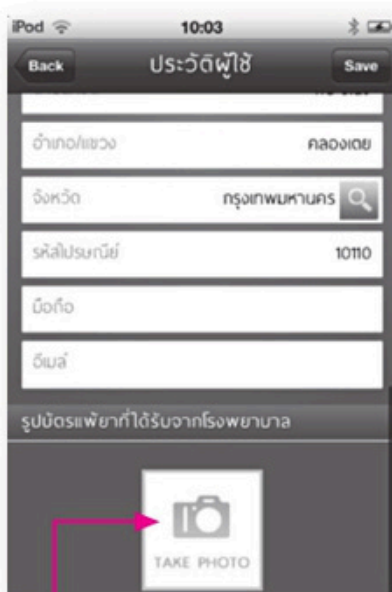 iPod 10:03
Back ประวัติผู้ใช้ Save
อำเภอ/แขวง คลองเตย
จังหวัด กรุงเทพมหานคร
รหัสไปรษณีย์ 10110
มือถือ
อีเมล์
รูปบัตรแพ้ยาที่ได้รับจากโรงพยาบาล
TAKE PHOTO